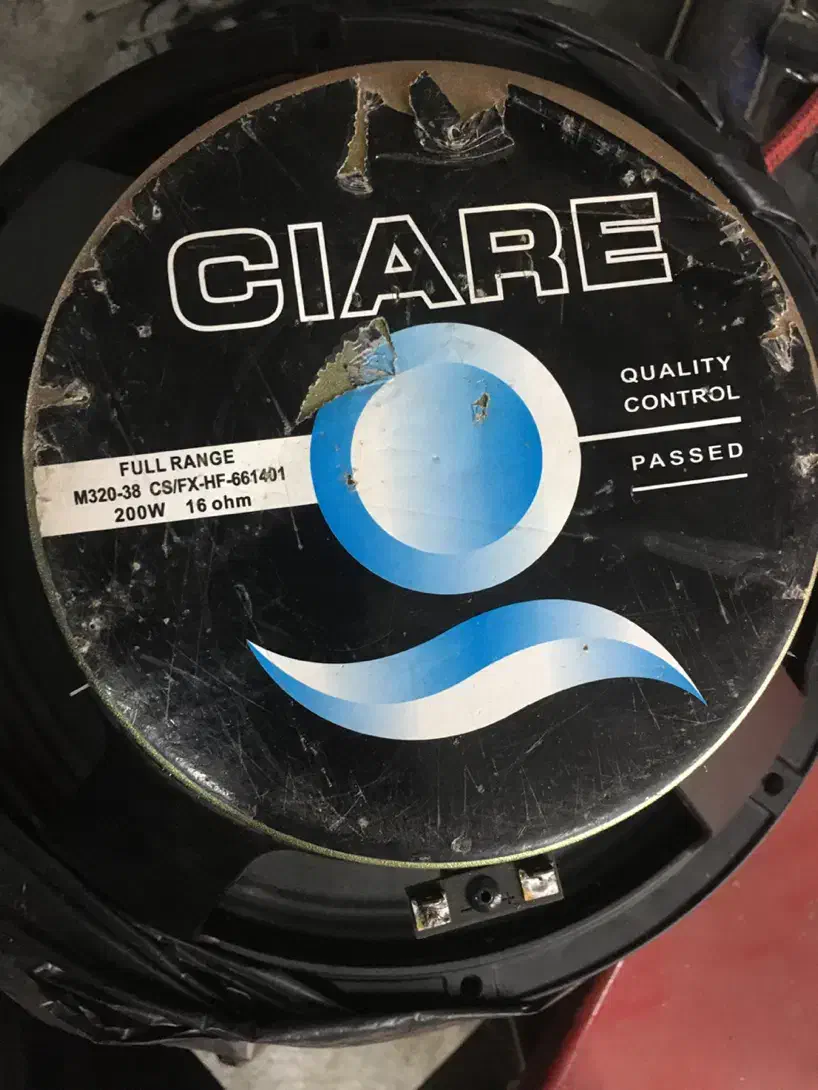 CIARE
QUALITY
CONTROL
PASSED
FULL RANGE
M320-38 CS/FX-HF-661401
200W 16 ohm
- +